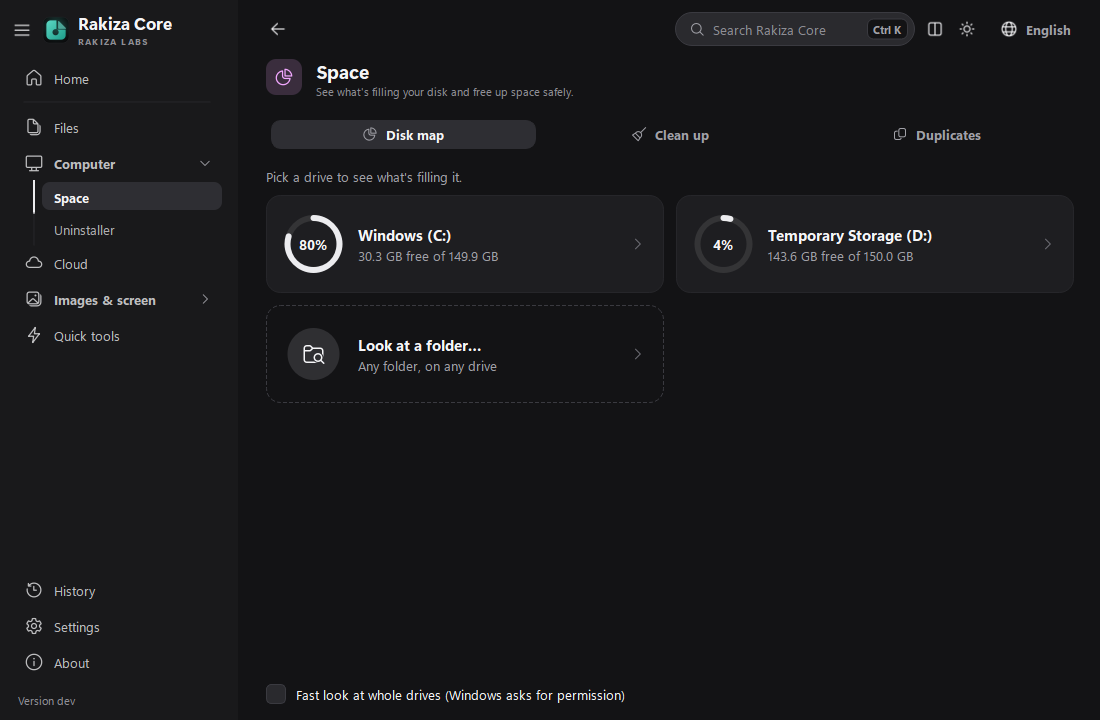 Rakiza Core
RAKIZA LABS
Search Rakiza Core
Ctrl K
English
Home
Files
Computer
Space
Uninstaller
Cloud
Images & screen
Quick tools
History
Settings
About
Version dev
Space
See what's filling your disk and free up space safely.
Disk map
Clean up
Duplicates
Pick a drive to see what's filling it.
80%
Windows (C:)
30.3 GB free of 149.9 GB
4%
Temporary Storage (D:)
143.6 GB free of 150.0 GB
Look at a folder...
Any folder, on any drive
Fast look at whole drives (Windows asks for permission)